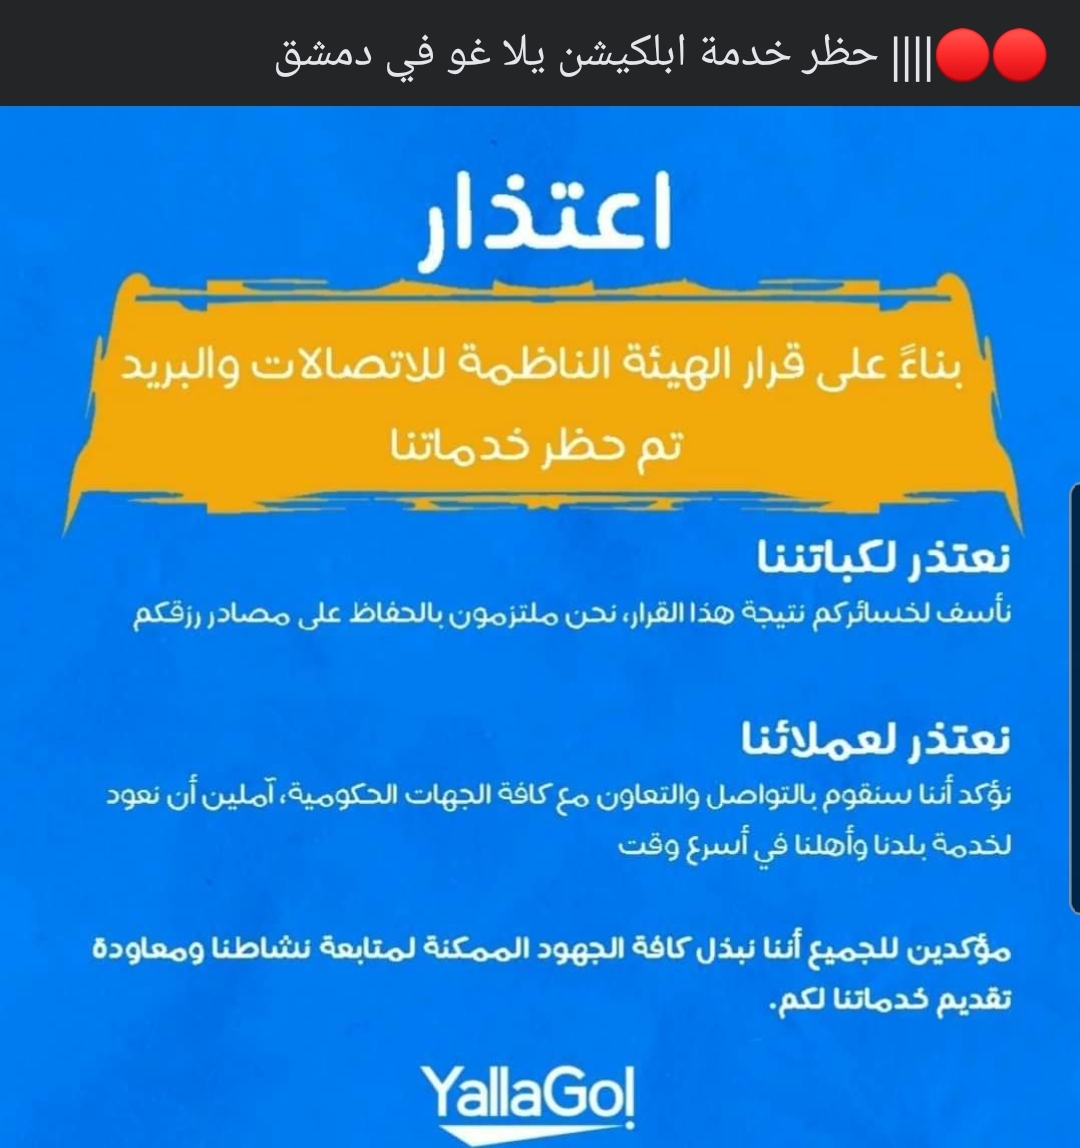 |||| حظر خدمة ابلكيشن يلا غو في دمشق
اعتذار
بناءً على قرار الهيئة الناظمة للاتصالات والبريد
تم حظر خدماتنا
نعتذر لكباتننا
نأسف لخسائركم نتيجة هذا القرار، نحن ملتزمون بالحفاظ على مصادر رزقكم
نعتذر لعملائنا
نؤكد أننا سنقوم بالتواصل والتعاون مع كافة الجهات الحكومية، آملين أن نعود
لخدمة بلدنا وأهلنا في أسرع وقت
مؤكدين للجميع أننا نبذل كافة الجهود الممكنة لمتابعة نشاطنا ومعاودة
تقديم خدماتنا لكم.
YallaGo!